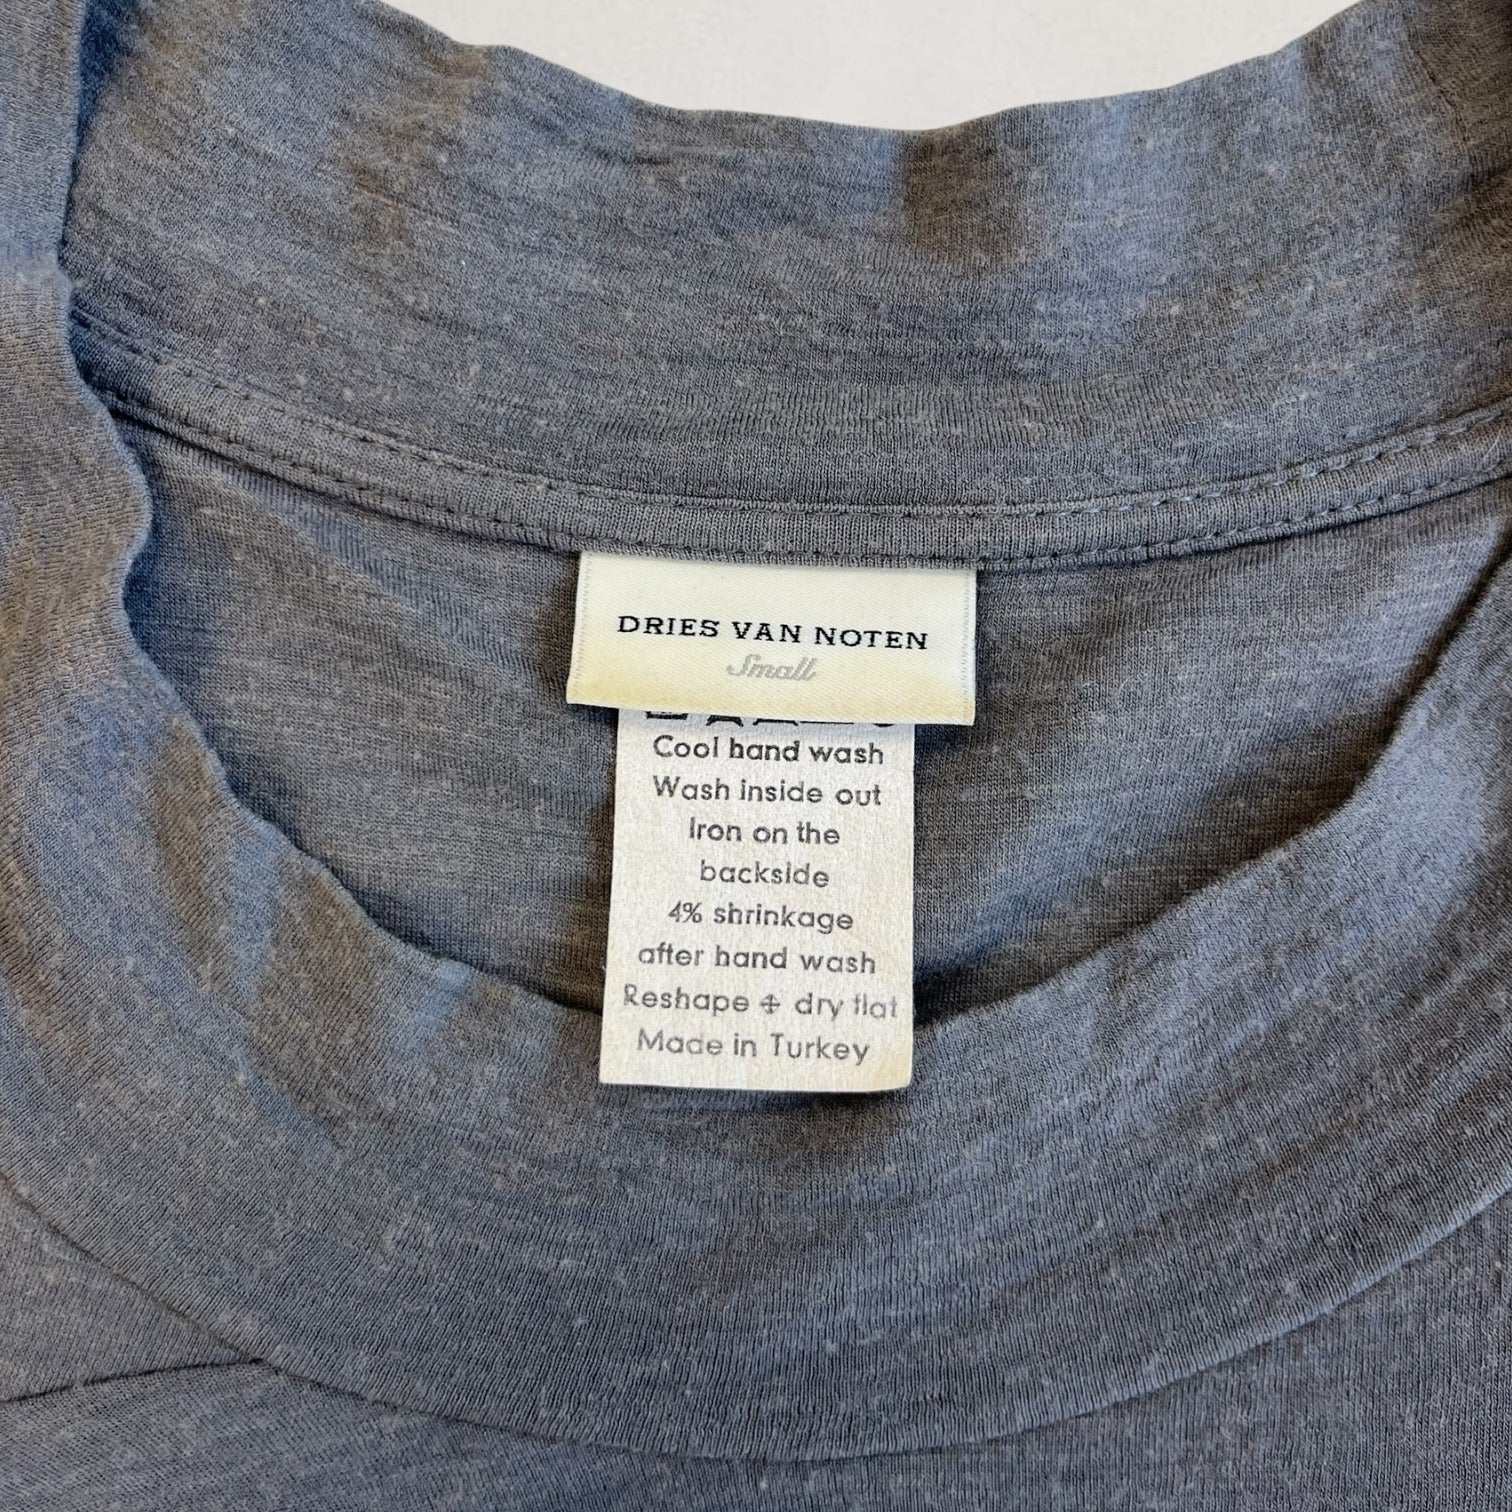 DRIES VAN NOTEN
Small
Cool hand wash
Wash inside out
Iron on the
backside
4% shrinkage
after hand wash
Reshape + dry flat
Made in Turkey